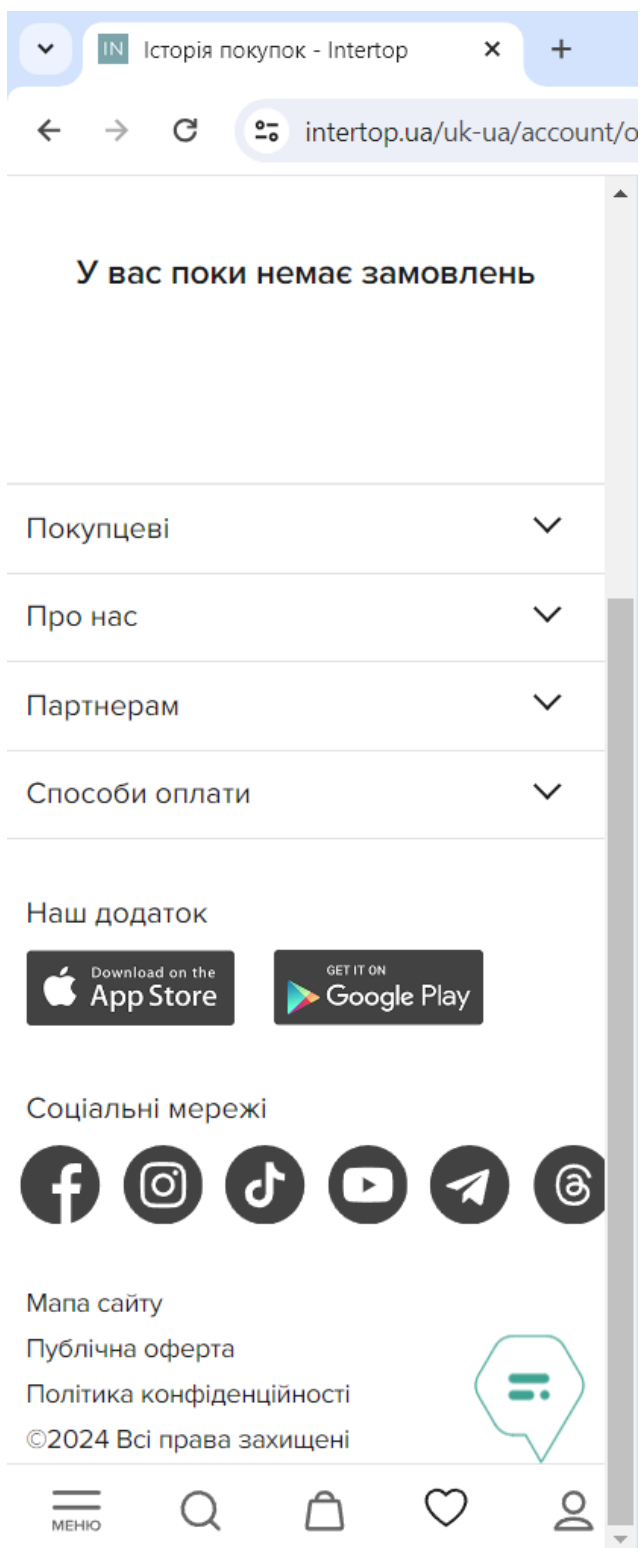 IN Історія покупок - Intertop
intertop.ua/uk-ua/account/o
У вас поки немає замовлень
Покупцеві
Про нас
Партнерам
Способи оплати
Наш додаток
Download on the
App Store
GET IT ON
Google Play
Соціальні мережі
Мапа сайту
Публічна оферта
Політика конфіденційності
©2024 Всі права захищені
МЕНЮ